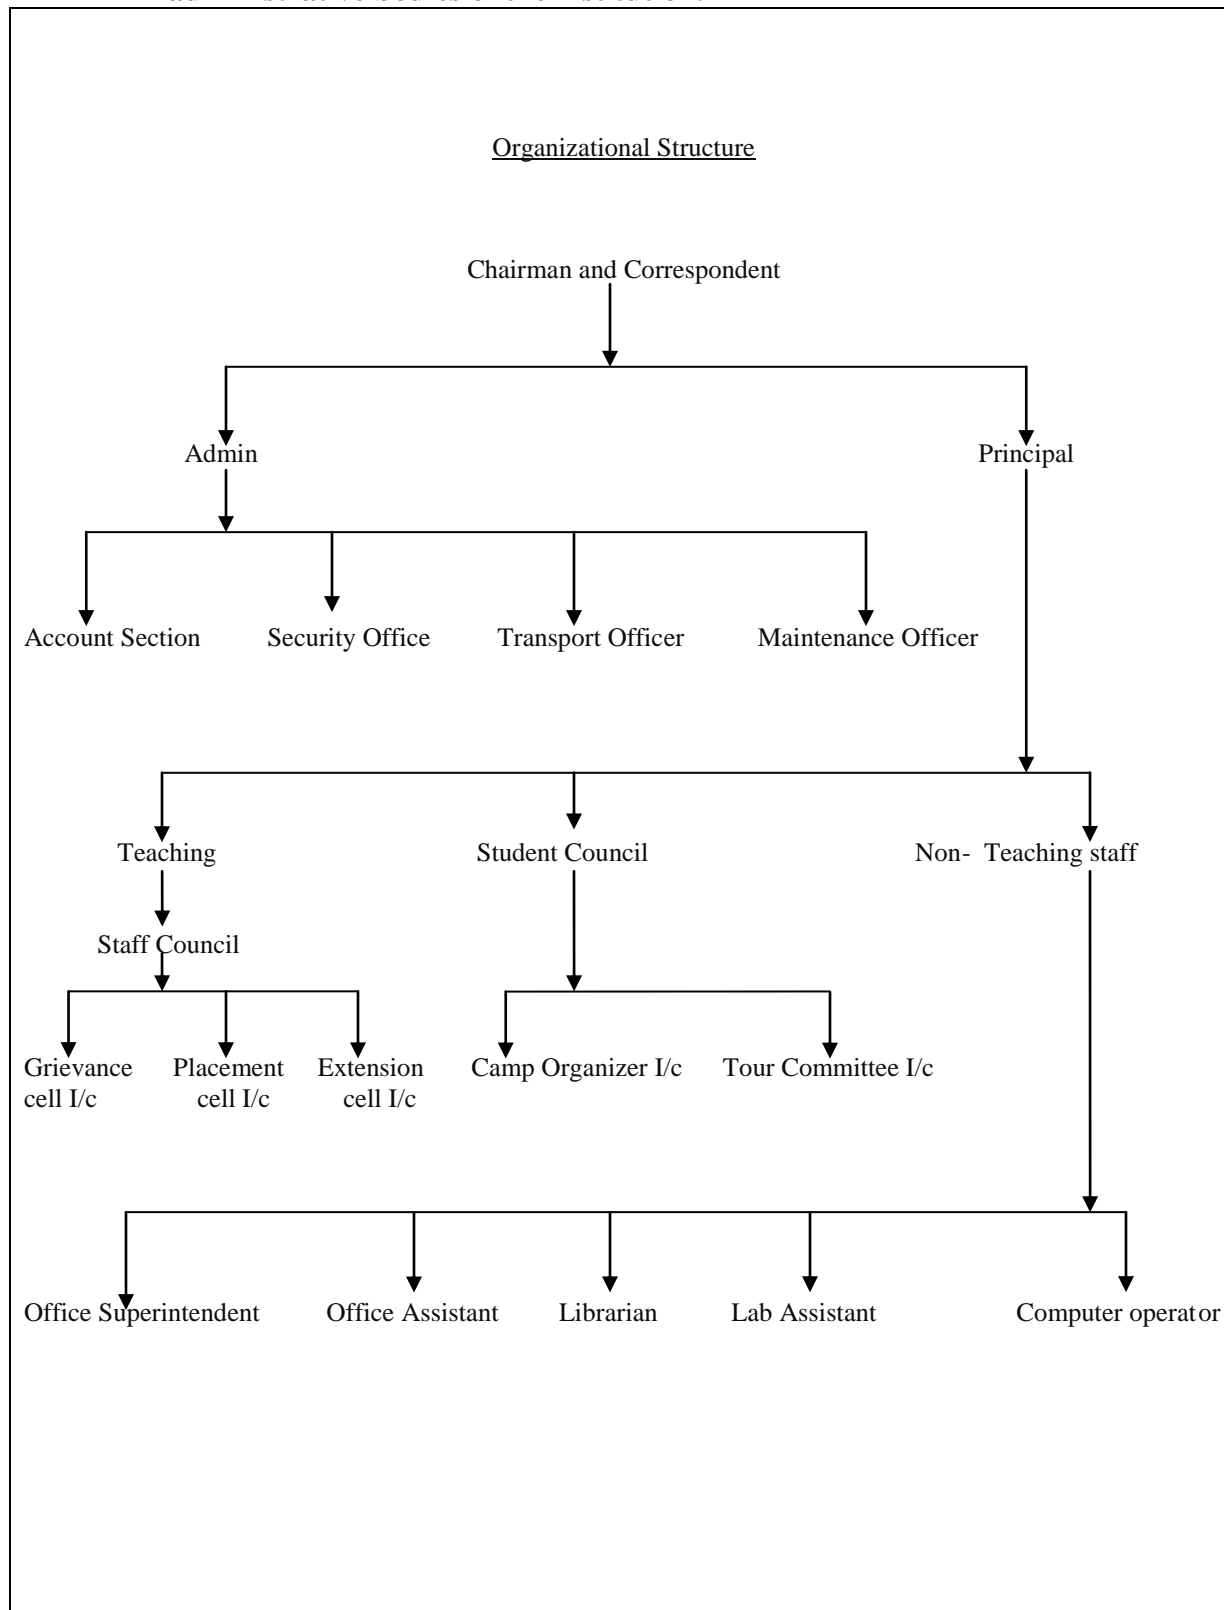 Organizational Structure
Chairman and Correspondent
Admin Principal
Account Section Security Office Transport Officer Maintenance Officer
Teaching Student Council Non- Teaching staff
Staff Council
Grievance Placement Extension Camp Organizer I/c Tour Committee I/c
cell I/c cell I/c cell I/c
Office Superintendent Office Assistant Librarian Lab Assistant Computer operator